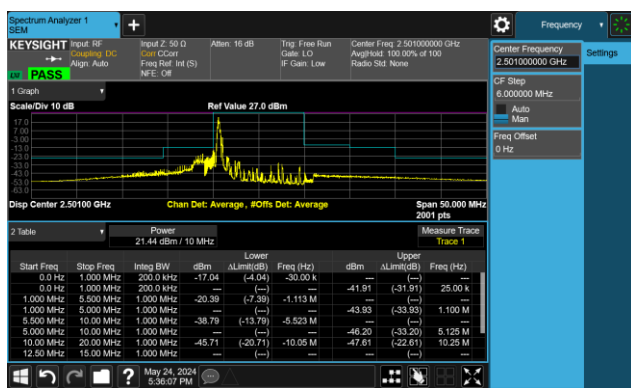 Spectrum Analyzer 1
SEM
Frequency
KEYSIGHT
Input: RF
Coupling: DC
Align: Auto
Input Z: 50 Ω
Corr CCorr
Freq Ref: Int (S)
NFE: Off
Atten: 16 dB
Trig: Free Run
Gate: LO
IF Gain: Low
Center Freq: 2.501000000 GHz
Avg|Hold: 100.00% of 100
Radio Std: None
PASS
Center Frequency
2.501000000 GHz
Settings
CF Step
6.000000 MHz
Auto
Man
Freq Offset
0 Hz
1 Graph
Scale/Div 10 dB
Ref Value 27.0 dBm
17.0
7.00
-3.00
-13.0
-23.0
-33.0
-43.0
-53.0
-63.0
Disp Center 2.50100 GHz
Chan Det: Average, #Offs Det: Average
Span 50.000 MHz
2001 pts
2 Table
Power
21.44 dBm / 10 MHz
Measure Trace
Trace 1
Lower Upper
Start Freq Stop Freq Integ BW dBm ΔLimit(dB) Freq (Hz) dBm ΔLimit(dB) Freq (Hz)
0.0 Hz 1.000 MHz 200.0 kHz -17.04 (-4.04) -30.00 k --- (---) ---
0.0 Hz 1.000 MHz 200.0 kHz --- (---) --- -41.91 (-31.91) 25.00 k
1.000 MHz 5.500 MHz 1.000 MHz -20.39 (-7.39) -1.113 M --- (---) ---
1.000 MHz 5.000 MHz 1.000 MHz --- (---) --- -43.93 (-33.93) 1.100 M
5.500 MHz 10.00 MHz 1.000 MHz -38.79 (-13.79) -5.523 M --- (---) ---
5.000 MHz 10.00 MHz 1.000 MHz --- (---) --- -46.20 (-33.20) 5.125 M
10.00 MHz 20.00 MHz 1.000 MHz -45.71 (-20.71) -10.05 M -47.61 (-22.61) 10.25 M
12.50 MHz 15.00 MHz 1.000 MHz --- (---) --- --- (---) ---
May 24, 2024
5:36:07 PM